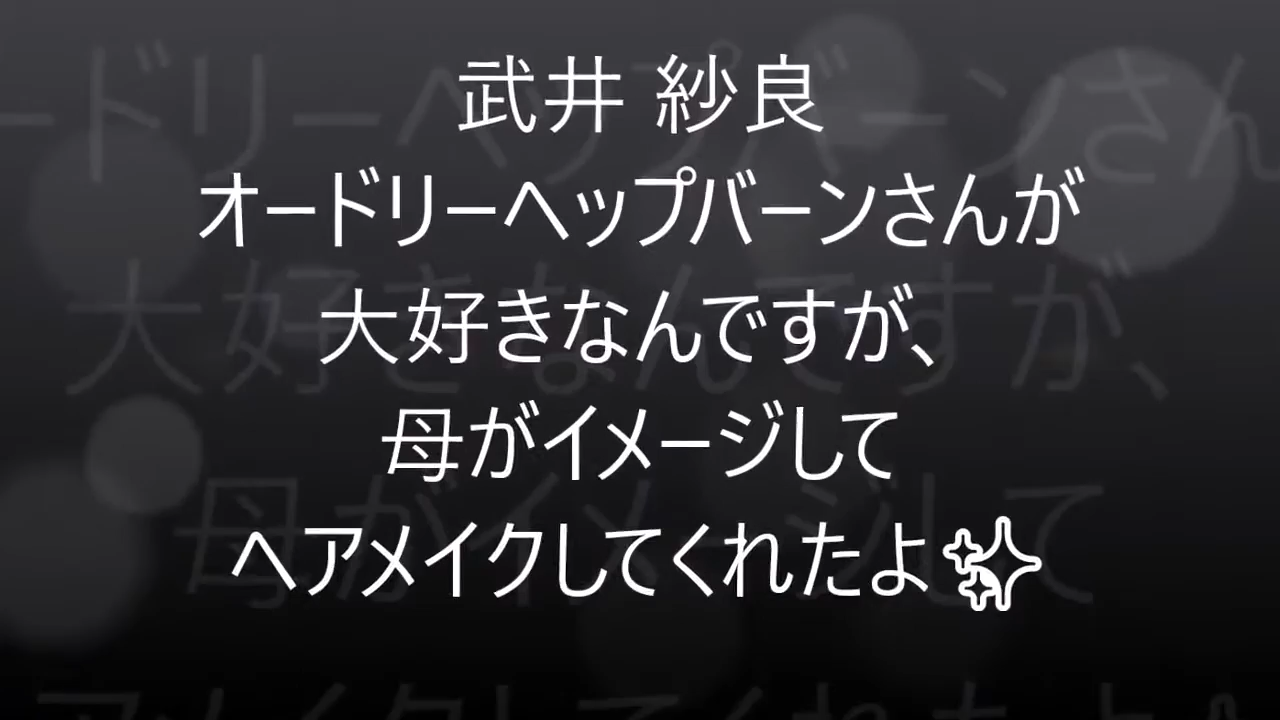 武井 紗良
オードリーヘップバーンさんが
大好きなんですが、
母がイメージして
ヘアメイクしてくれたよ✨